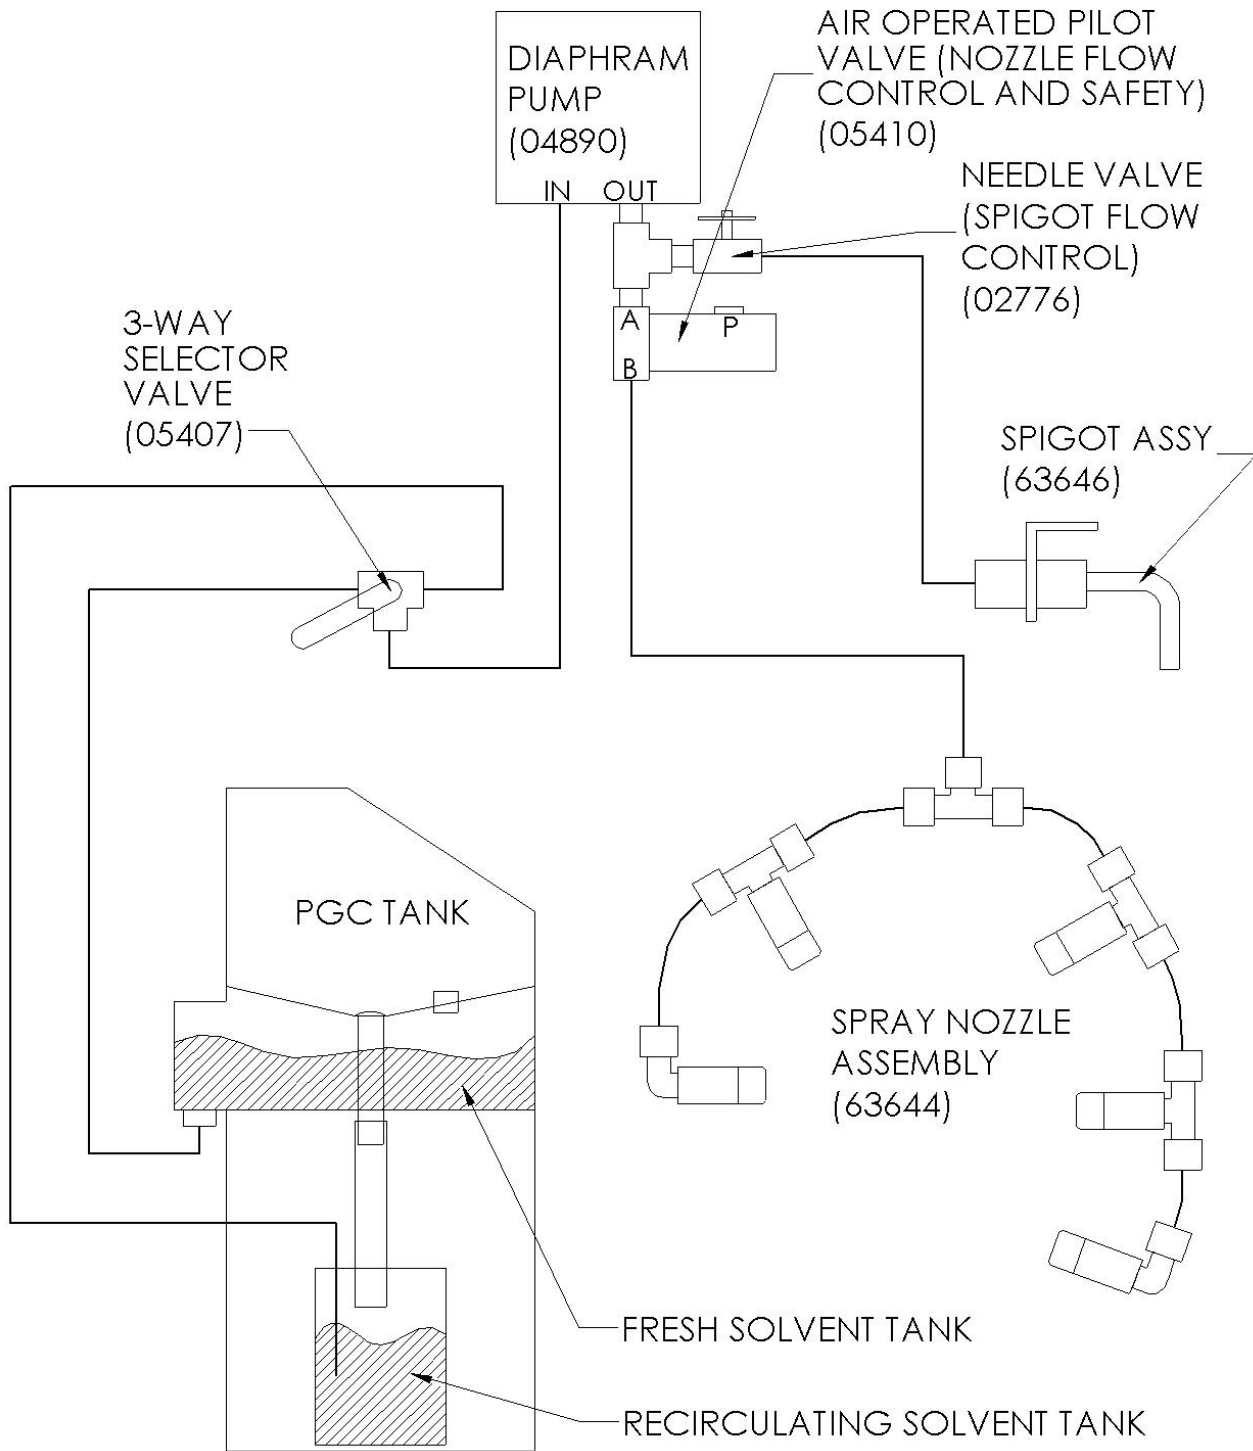 DIAPHRAM
PUMP
(04890)
IN OUT
AIR OPERATED PILOT
VALVE (NOZZLE FLOW
CONTROL AND SAFETY)
(05410)
NEEDLE VALVE
(SPIGOT FLOW
CONTROL)
(02776)
A
P
B
3-WAY
SELECTOR
VALVE
(05407)
SPIGOT ASSY
(63646)
PGC TANK
SPRAY NOZZLE
ASSEMBLY
(63644)
FRESH SOLVENT TANK
RECIRCULATING SOLVENT TANK